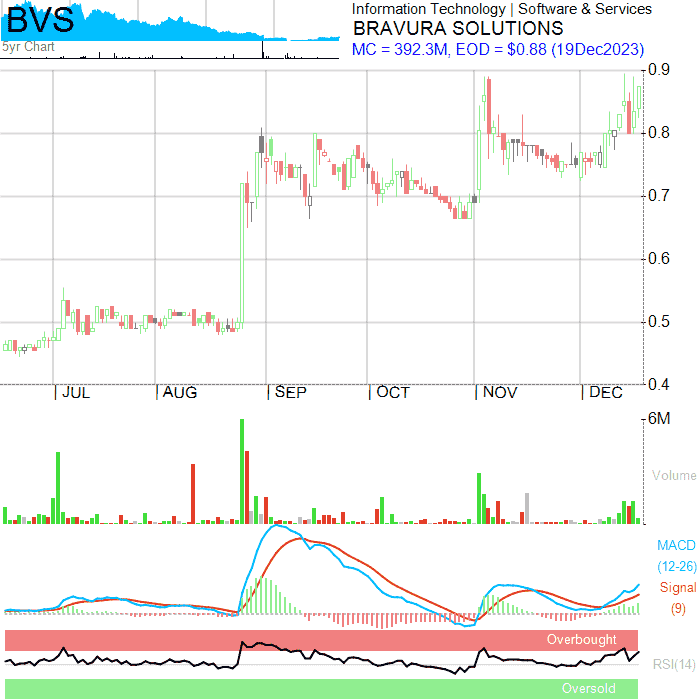 BVS
5yr Chart
Information Technology | Software & Services
BRAVURA SOLUTIONS
MC = 392.3M, EOD = $0.88 (19Dec2023)
0.9
0.8
0.7
0.6
0.5
0.4
| JUL | AUG | SEP | OCT | NOV | DEC
6M
Volume
MACD
(12-26)
Signal
(9)
Overbought
RSI(14)
Oversold